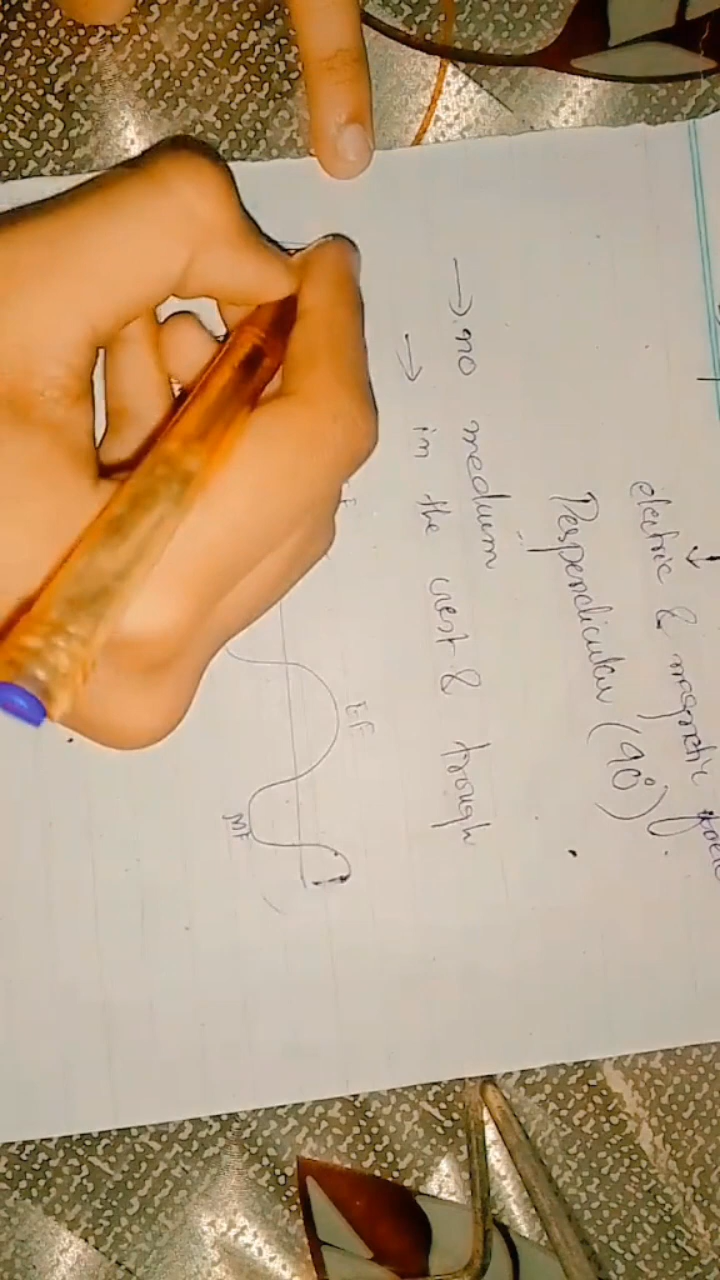 electric & magnetic
Perpendicular (90°)
→ no medium
→ in the crest & trough
EF
MF